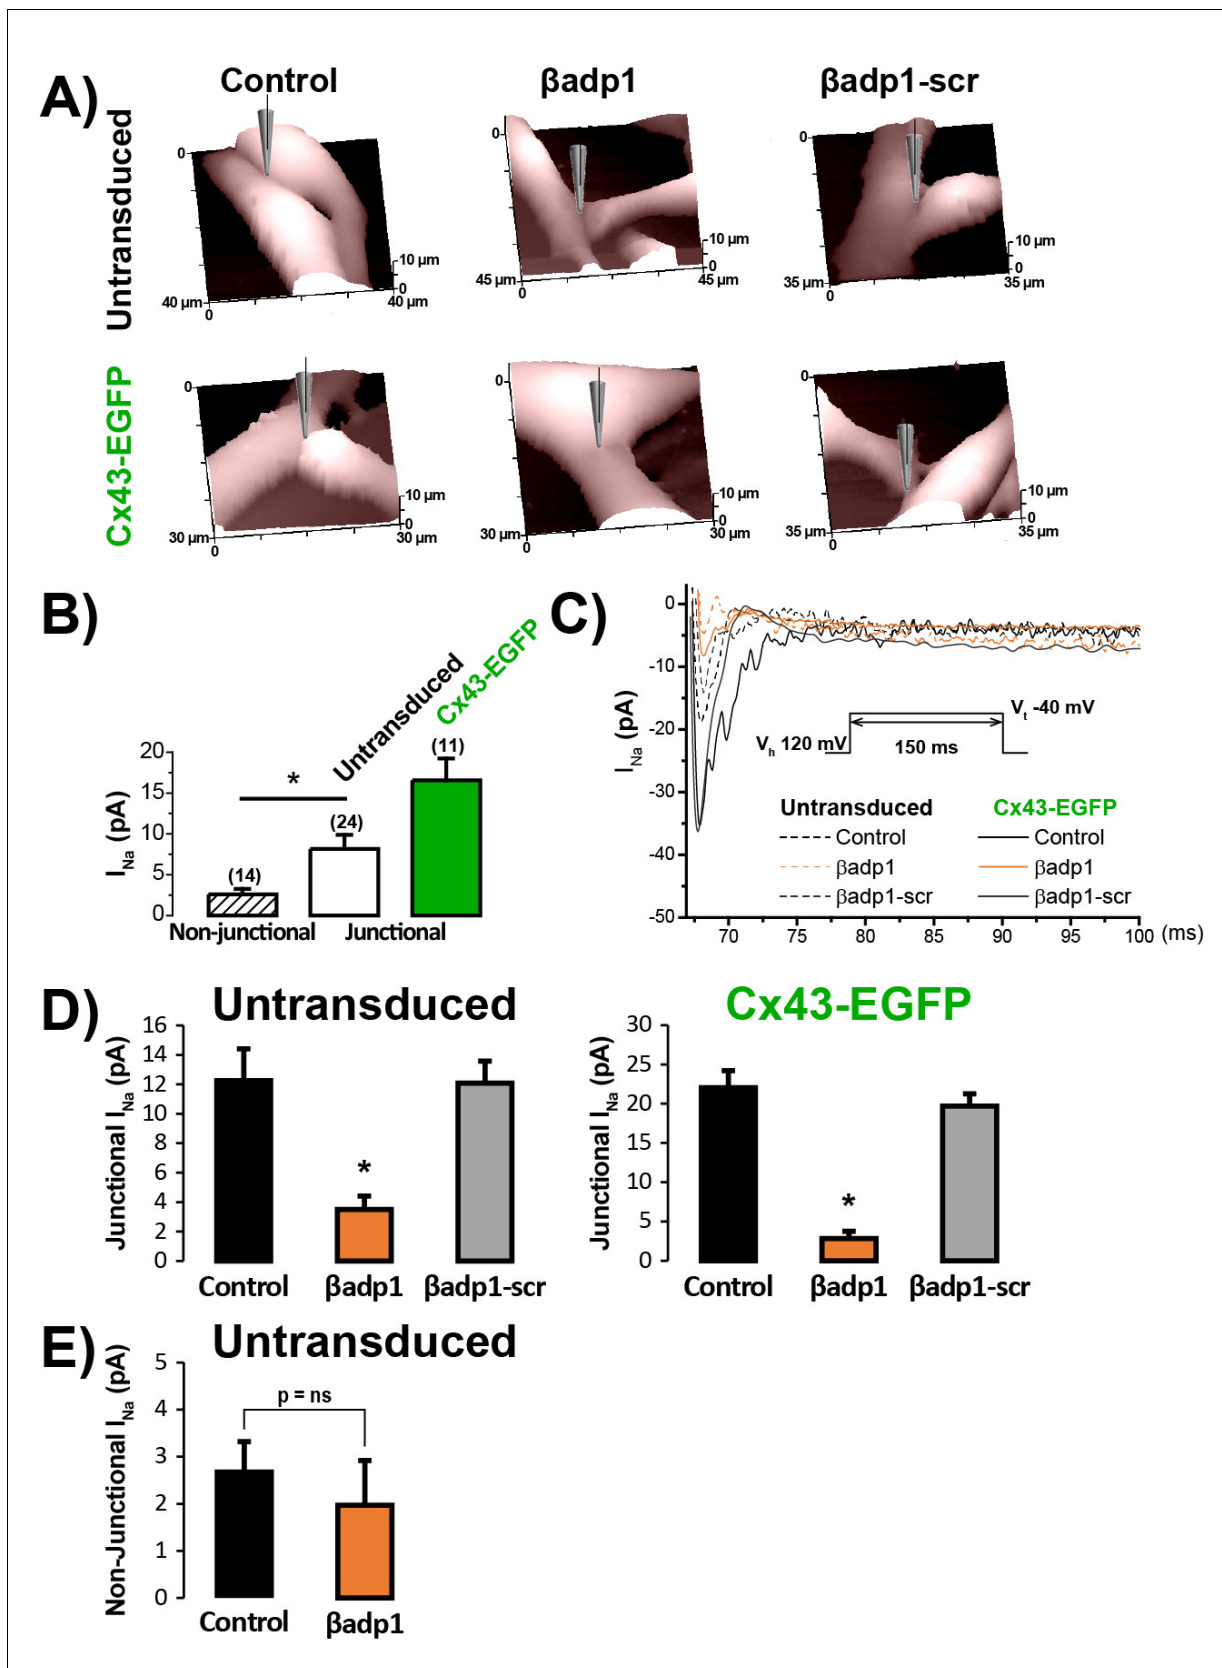 A)
Control
βadp1
βadp1-scr
Untransduced
0
40 µm
0
10 µm
0
40 µm
0
45 µm
0
10 µm
0
45 µm
0
35 µm
0
10 µm
0
35 µm
Cx43-EGFP
0
30 µm
0
10 µm
0
30 µm
0
30 µm
0
10 µm
0
30 µm
0
35 µm
0
10 µm
0
35 µm
B)
Untransduced
Cx43-EGFP
I_Na (pA)
20
15
10
5
0
*
(14)
(24)
(11)
Non-junctional
Junctional
C)
I_Na (pA)
0
-10
-20
-30
-40
-50
V_t -40 mV
V_h 120 mV
150 ms
Untransduced
Cx43-EGFP
Control
Control
βadp1
βadp1
βadp1-scr
βadp1-scr
70 75 80 85 90 95 100 (ms)
D)
Untransduced
Junctional I_Na (pA)
16
14
12
10
8
6
4
2
0
*
Control
βadp1
βadp1-scr
Cx43-EGFP
Junctional I_Na (pA)
30
25
20
15
10
5
0
*
Control
βadp1
βadp1-scr
E)
Untransduced
Non-Junctional I_Na (pA)
5
4
3
2
1
0
p = ns
Control
βadp1